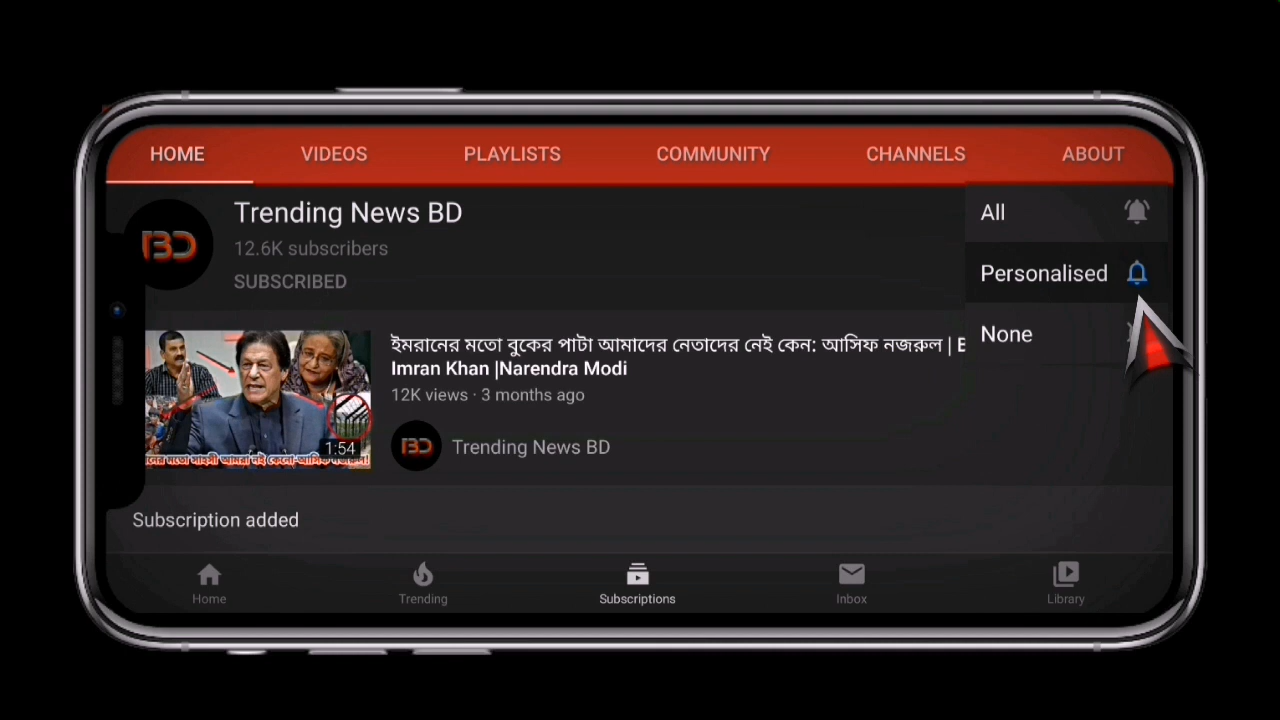 HOME VIDEOS PLAYLISTS COMMUNITY CHANNELS ABOUT
Trending News BD
12.6K subscribers
SUBSCRIBED
All
Personalised
None
BD
ইমরানের মতো বুকের পাটা আমাদের নেতাদের নেই কেন: আসিফ নজরুল | E
Imran Khan |Narendra Modi
12K views · 3 months ago
1:54
BD
Trending News BD
Subscription added
Home Trending Subscriptions Inbox Library